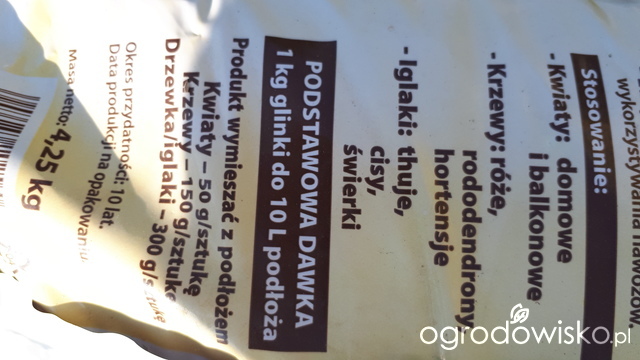 wykorzystyw
nawozów
Stosowanie:
- Kwiaty: domowe
i balkonowe
- Krzewy: róże,
rododendrony,
hortensje
- Iglaki: thuje,
cisy,
świerki
PODSTAWOWA DAWKA
1 kg glinki do 10 L podłoża
Produkt wymieszać z podłożem
Kwiaty – 50 g/sztukę
Krzewy – 150 g/sztukę
Drzewka/iglaki – 300 g/sztukę
Okres przydatności: 10 lat,
Data produkcji na opakowaniu
Masa netto: 4,25 kg
ogrodowisko.pl